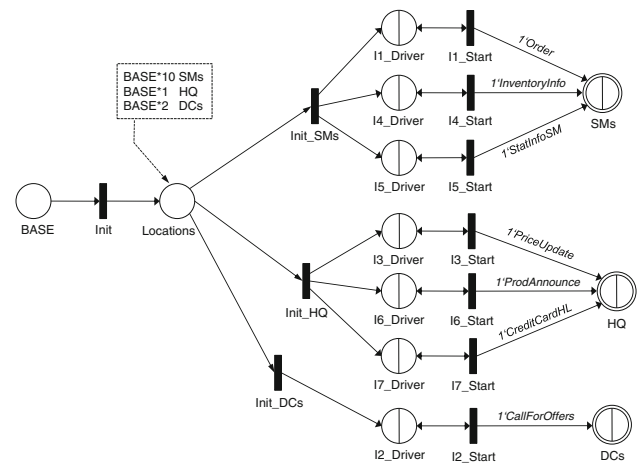 BASE*10 SMs
BASE*1 HQ
BASE*2 DCs
BASE
Init
Locations
Init_SMs
Init_HQ
Init_DCs
I1_Driver
I1_Start
1'Order
I4_Driver
I4_Start
1'InventoryInfo
SMs
I5_Driver
I5_Start
1'StatInfoSM
I3_Driver
I3_Start
1'PriceUpdate
I6_Driver
I6_Start
1'ProdAnnounce
HQ
I7_Driver
I7_Start
1'CreditCardHL
I2_Driver
I2_Start
1'CallForOffers
DCs